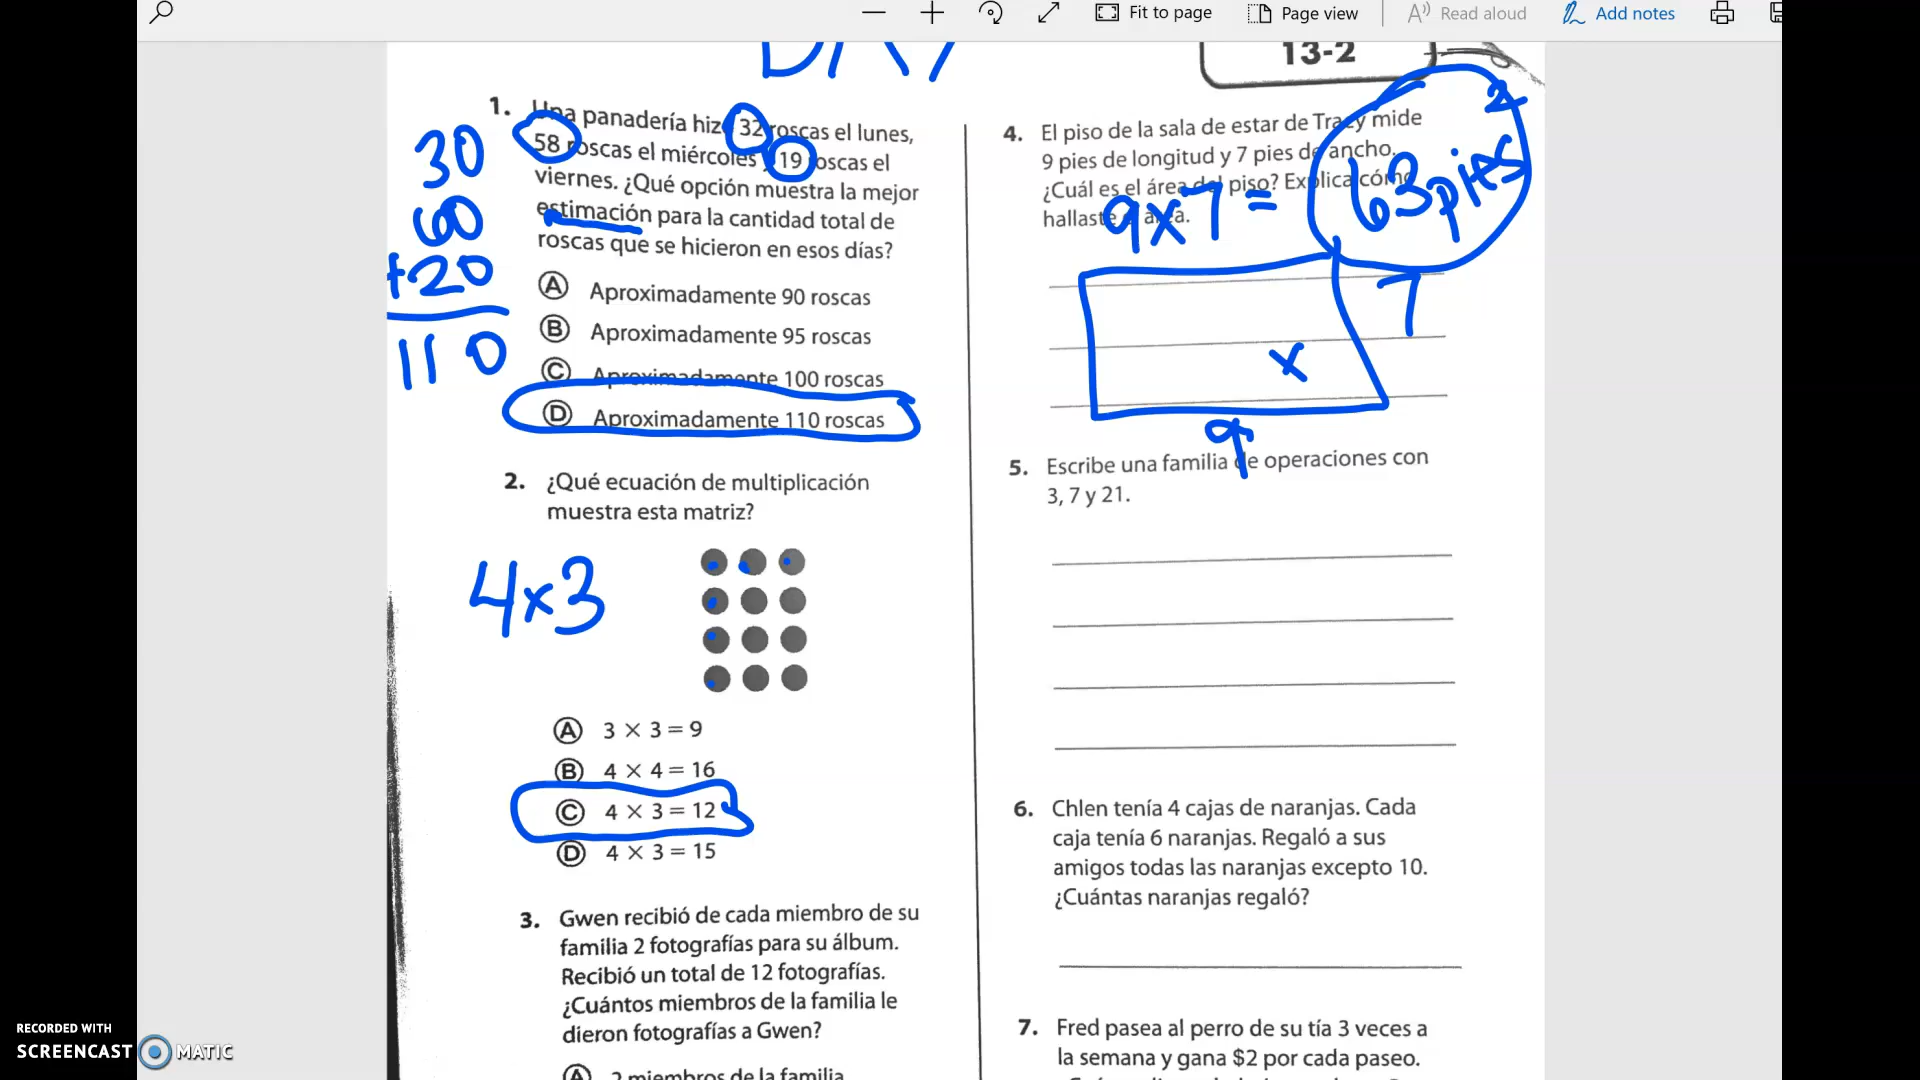 Fit to page
Page view
Read aloud
Add notes
13-2
1. Una panadería hizo 32 roscas el lunes,
58 roscas el miércoles y 19 roscas el
viernes. ¿Qué opción muestra la mejor
estimación para la cantidad total de
roscas que se hicieron en esos días?
30
60
+20
110
A Aproximadamente 90 roscas
B Aproximadamente 95 roscas
C Aproximadamente 100 roscas
D Aproximadamente 110 roscas
2. ¿Qué ecuación de multiplicación
muestra esta matriz?
4x3
A 3 × 3 = 9
B 4 × 4 = 16
C 4 × 3 = 12
D 4 × 3 = 15
3. Gwen recibió de cada miembro de su
familia 2 fotografías para su álbum.
Recibió un total de 12 fotografías.
¿Cuántos miembros de la familia le
dieron fotografías a Gwen?
A 2 miembros de la familia
4. El piso de la sala de estar de Tracy mide
9 pies de longitud y 7 pies de ancho.
¿Cuál es el área del piso? Explica cómo
hallaste el área.
9x7 = 63 pies 2
7
x
9
5. Escribe una familia de operaciones con
3, 7 y 21.
6. Chlen tenía 4 cajas de naranjas. Cada
caja tenía 6 naranjas. Regaló a sus
amigos todas las naranjas excepto 10.
¿Cuántas naranjas regaló?
7. Fred pasea al perro de su tía 3 veces a
la semana y gana $2 por cada paseo.
RECORDED WITH
SCREENCAST MATIC